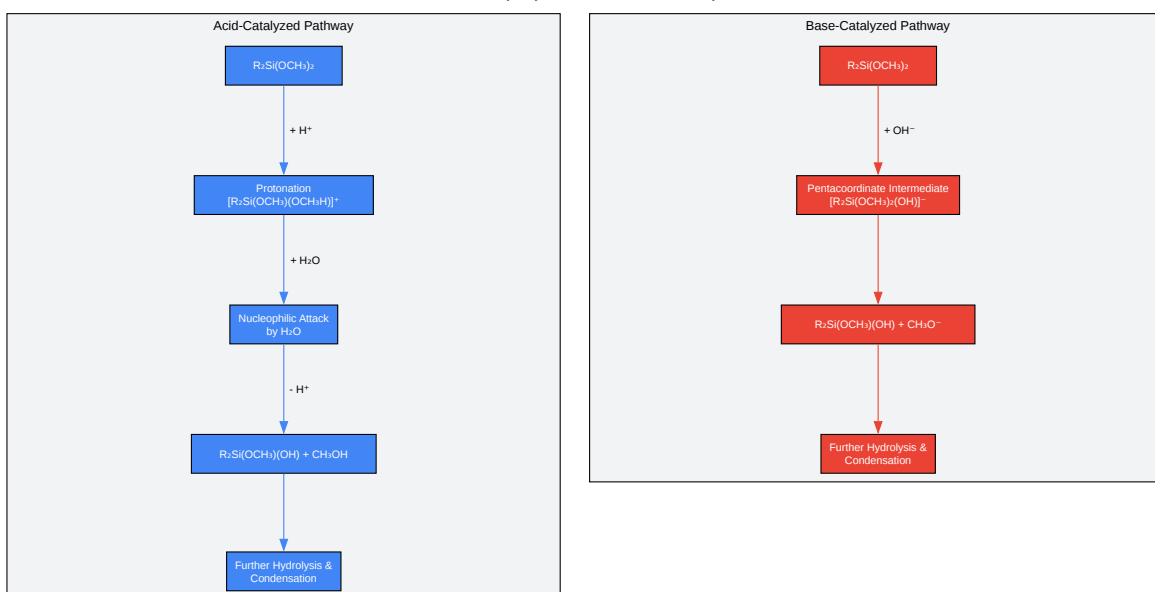 Acid-Catalyzed Pathway
R₂Si(OCH₃)₂
+ H⁺
Protonation
[R₂Si(OCH₃)(OCH₃H)]⁺
+ H₂O
Nucleophilic Attack
by H₂O
- H⁺
R₂Si(OCH₃)(OH) + CH₃OH
Further Hydrolysis &
Condensation
Base-Catalyzed Pathway
R₂Si(OCH₃)₂
+ OH⁻
Pentacoordinate Intermediate
[R₂Si(OCH₃)₂(OH)]⁻
R₂Si(OCH₃)(OH) + CH₃O⁻
Further Hydrolysis &
Condensation